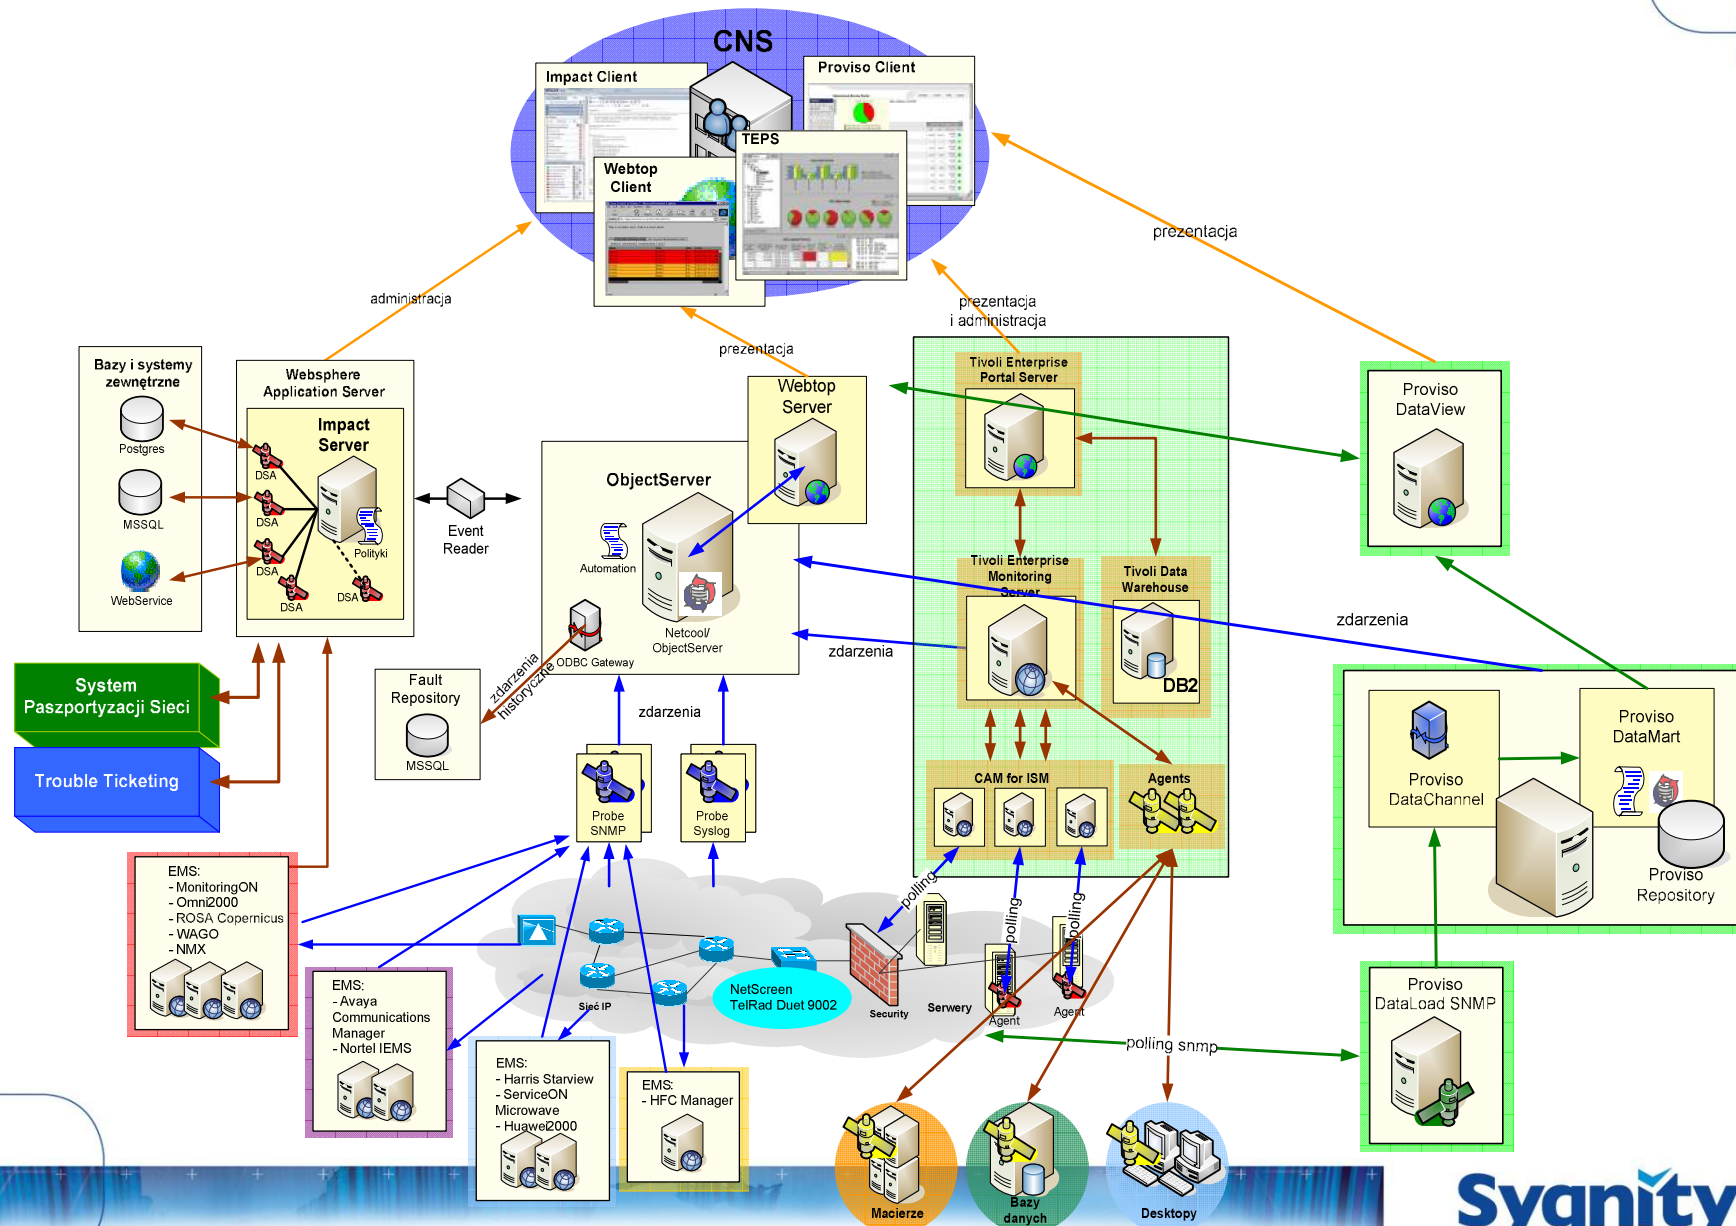 CNS
Impact Client
Proviso Client
TEPS
Webtop
Client
prezentacja
administracja
prezentacja
i administracja
prezentacja
Bazy i systemy
zewnętrzne
Postgres
MSSQL
WebService
Websphere
Application Server
Impact
Server
DSA
DSA
DSA
DSA
DSA
Polityki
Event
Reader
Webtop
Server
ObjectServer
Automation
Netcool/
ObjectServer
ODBC Gateway
zdarzenia
historyczne
Fault
Repository
MSSQL
Tivoli Enterprise
Portal Server
Tivoli Enterprise
Monitoring
Server
Tivoli Data
Warehouse
DB2
zdarzenia
zdarzenia
zdarzenia
CAM for ISM
Agents
Proviso
DataView
Proviso
DataMart
Proviso
DataChannel
Proviso
Repository
Proviso
DataLoad SNMP
System
Paszportyzacji Sieci
Trouble Ticketing
Probe
SNMP
Probe
Syslog
EMS:
- MonitoringON
- Omni2000
- ROSA Copernicus
- WAGO
- NMX
EMS:
- Avaya
Communications
Manager
- Nortel IEMS
EMS:
- Harris Starview
- ServiceON
Microwave
- Huawei2000
EMS:
- HFC Manager
Sieć IP
NetScreen
TelRad Duet 9002
Security
Serwery
Agent
Agent
polling
polling
polling
polling snmp
Macierze
Bazy
danych
Desktopy
Svanity